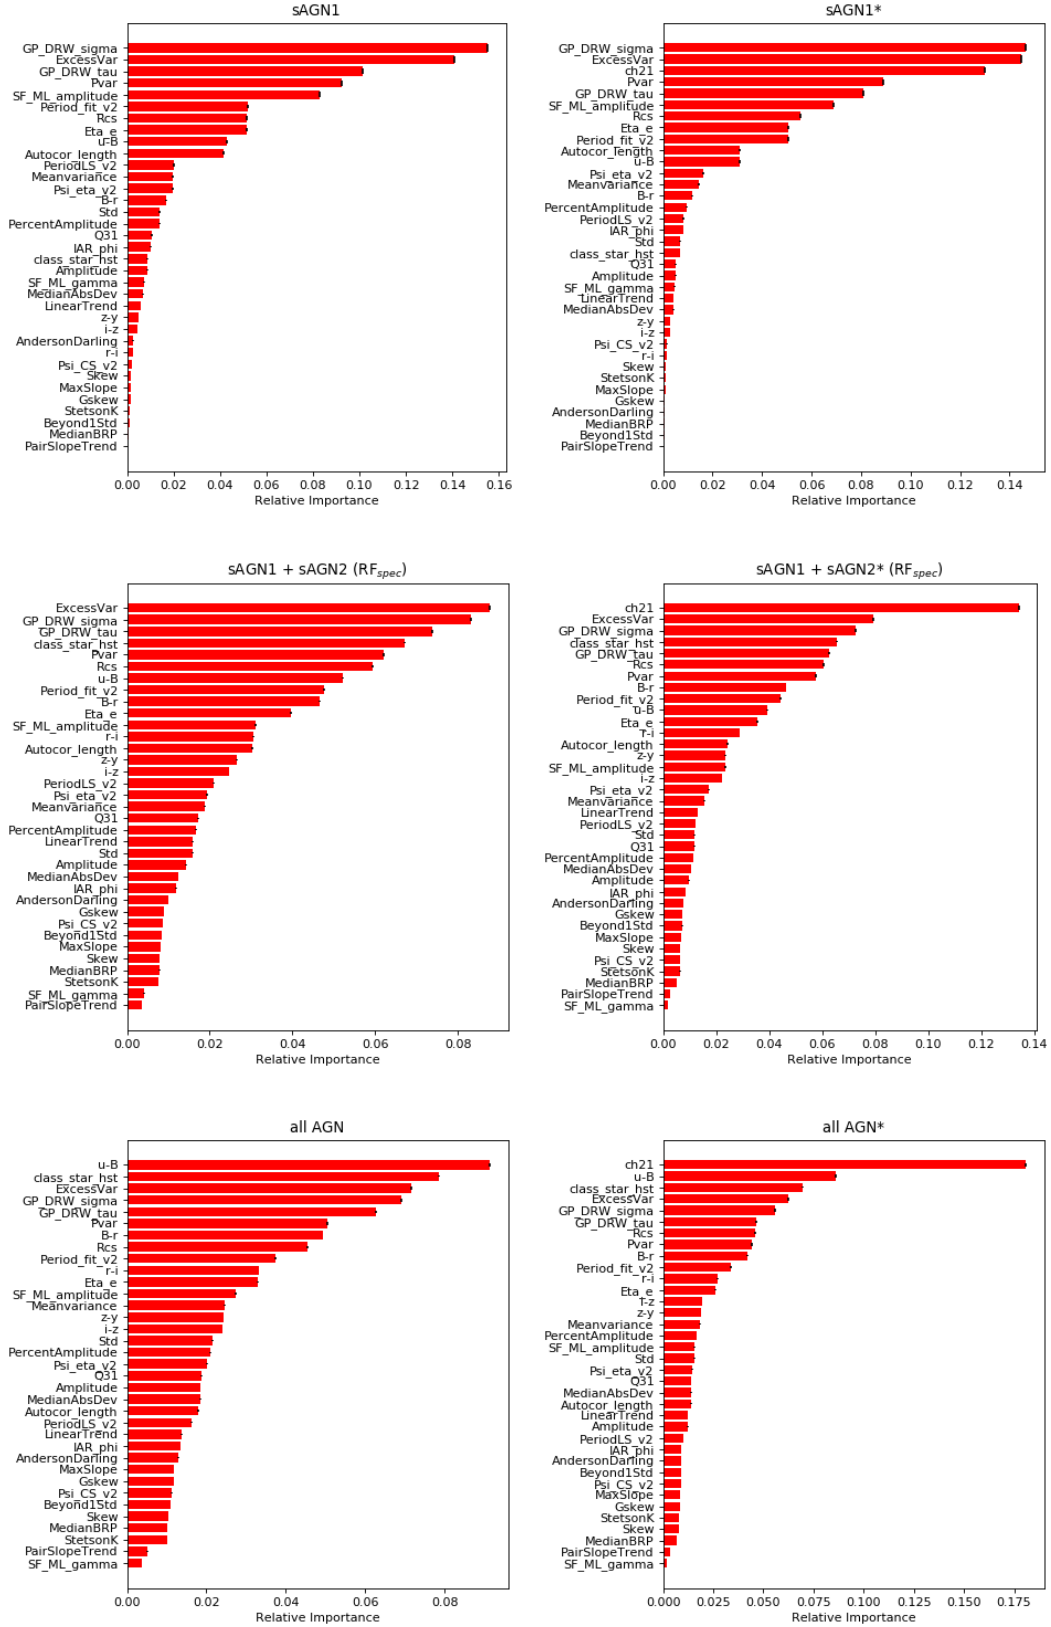 sAGN1
GP_DRW_sigma
ExcessVar
GP_DRW_tau
Pvar
SF_ML_amplitude
Period_fit_v2
Rcs
Eta_e
u-B
Autocor_length
PeriodLS_v2
Meanvariance
Psi_eta_v2
B-r
Std
PercentAmplitude
Q31
IAR_phi
class_star_hst
Amplitude
SF_ML_gamma
MedianAbsDev
LinearTrend
z-y
i-z
AndersonDarling
r-i
Psi_CS_v2
Skew
MaxSlope
Gskew
StetsonK
Beyond1Std
MedianBRP
PairSlopeTrend
0.00 0.02 0.04 0.06 0.08 0.10 0.12 0.14 0.16
Relative Importance
sAGN1*
GP_DRW_sigma
ExcessVar
ch21
Pvar
GP_DRW_tau
SF_ML_amplitude
Rcs
Eta_e
Period_fit_v2
Autocor_length
u-B
Psi_eta_v2
Meanvariance
B-r
PercentAmplitude
PeriodLS_v2
IAR_phi
Std
class_star_hst
Q31
Amplitude
SF_ML_gamma
LinearTrend
MedianAbsDev
z-y
i-z
Psi_CS_v2
r-i
Skew
StetsonK
MaxSlope
Gskew
AndersonDarling
MedianBRP
Beyond1Std
PairSlopeTrend
0.00 0.02 0.04 0.06 0.08 0.10 0.12 0.14
Relative Importance
sAGN1 + sAGN2 (RFspec)
ExcessVar
GP_DRW_sigma
GP_DRW_tau
class_star_hst
Pvar
Rcs
u-B
Period_fit_v2
B-r
Eta_e
SF_ML_amplitude
r-i
Autocor_length
z-y
i-z
PeriodLS_v2
Psi_eta_v2
Meanvariance
Q31
PercentAmplitude
LinearTrend
Std
Amplitude
MedianAbsDev
IAR_phi
AndersonDarling
Gskew
Psi_CS_v2
Beyond1Std
MaxSlope
Skew
MedianBRP
StetsonK
SF_ML_gamma
PairSlopeTrend
0.00 0.02 0.04 0.06 0.08
Relative Importance
sAGN1 + sAGN2* (RFspec)
ch21
ExcessVar
GP_DRW_sigma
class_star_hst
GP_DRW_tau
Rcs
Pvar
B-r
Period_fit_v2
u-B
Eta_e
r-i
Autocor_length
z-y
SF_ML_amplitude
i-z
Psi_eta_v2
Meanvariance
LinearTrend
PeriodLS_v2
Std
Q31
PercentAmplitude
MedianAbsDev
Amplitude
IAR_phi
AndersonDarling
Gskew
Beyond1Std
MaxSlope
Skew
Psi_CS_v2
StetsonK
MedianBRP
PairSlopeTrend
SF_ML_gamma
0.00 0.02 0.04 0.06 0.08 0.10 0.12 0.14
Relative Importance
all AGN
u-B
class_star_hst
ExcessVar
GP_DRW_sigma
GP_DRW_tau
Pvar
B-r
Rcs
Period_fit_v2
r-i
Eta_e
SF_ML_amplitude
Meanvariance
z-y
i-z
Std
PercentAmplitude
Psi_eta_v2
Q31
Amplitude
MedianAbsDev
Autocor_length
PeriodLS_v2
LinearTrend
IAR_phi
AndersonDarling
MaxSlope
Gskew
Psi_CS_v2
Beyond1Std
Skew
MedianBRP
StetsonK
PairSlopeTrend
SF_ML_gamma
0.00 0.02 0.04 0.06 0.08
Relative Importance
all AGN*
ch21
u-B
class_star_hst
ExcessVar
GP_DRW_sigma
GP_DRW_tau
Rcs
Pvar
B-r
Period_fit_v2
r-i
Eta_e
i-z
z-y
Meanvariance
PercentAmplitude
SF_ML_amplitude
Std
Psi_eta_v2
Q31
MedianAbsDev
Autocor_length
LinearTrend
Amplitude
PeriodLS_v2
IAR_phi
AndersonDarling
Beyond1Std
Psi_CS_v2
MaxSlope
Gskew
StetsonK
Skew
MedianBRP
PairSlopeTrend
SF_ML_gamma
0.000 0.025 0.050 0.075 0.100 0.125 0.150 0.175
Relative Importance